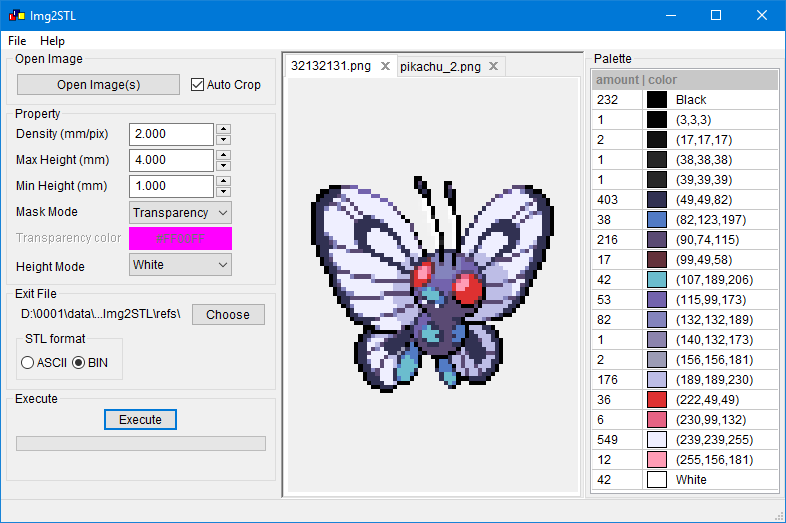 Img2STL
File Help
Open Image
Open Image(s)
Auto Crop
Property
Density (mm/pix) 2.000
Max Height (mm) 4.000
Min Height (mm) 1.000
Mask Mode Transparency
Transparency color #FF00FF
Height Mode White
Exit File
D:\0001\data\...Img2STL\refs\ Choose
STL format
ASCII BIN
Execute
Execute
32132131.png pikachu_2.png
Palette
amount | color
232 Black
1 (3,3,3)
2 (17,17,17)
1 (38,38,38)
1 (39,39,39)
403 (49,49,82)
38 (82,123,197)
216 (90,74,115)
17 (99,49,58)
42 (107,189,206)
53 (115,99,173)
82 (132,132,189)
1 (140,132,173)
2 (156,156,181)
176 (189,189,230)
36 (222,49,49)
6 (230,99,132)
549 (239,239,255)
12 (255,156,181)
42 White